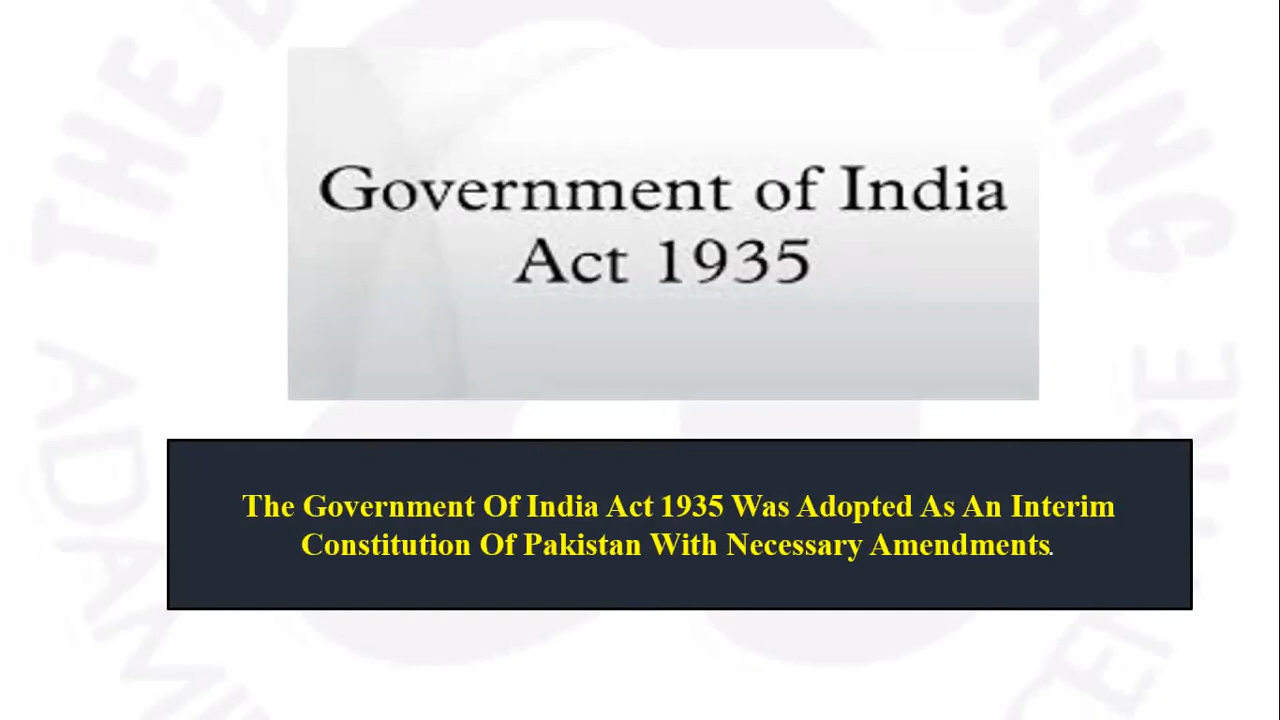 Government of India
Act 1935
The Government Of India Act 1935 Was Adopted As An Interim
Constitution Of Pakistan With Necessary Amendments.
THE